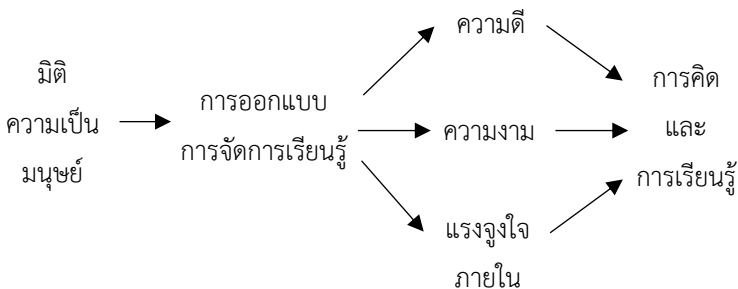 มิติ
ความเป็น
มนุษย์
การออกแบบ
การจัดการเรียนรู้
ความดี
ความงาม
แรงจูงใจ
ภายใน
การคิด
และ
การเรียนรู้